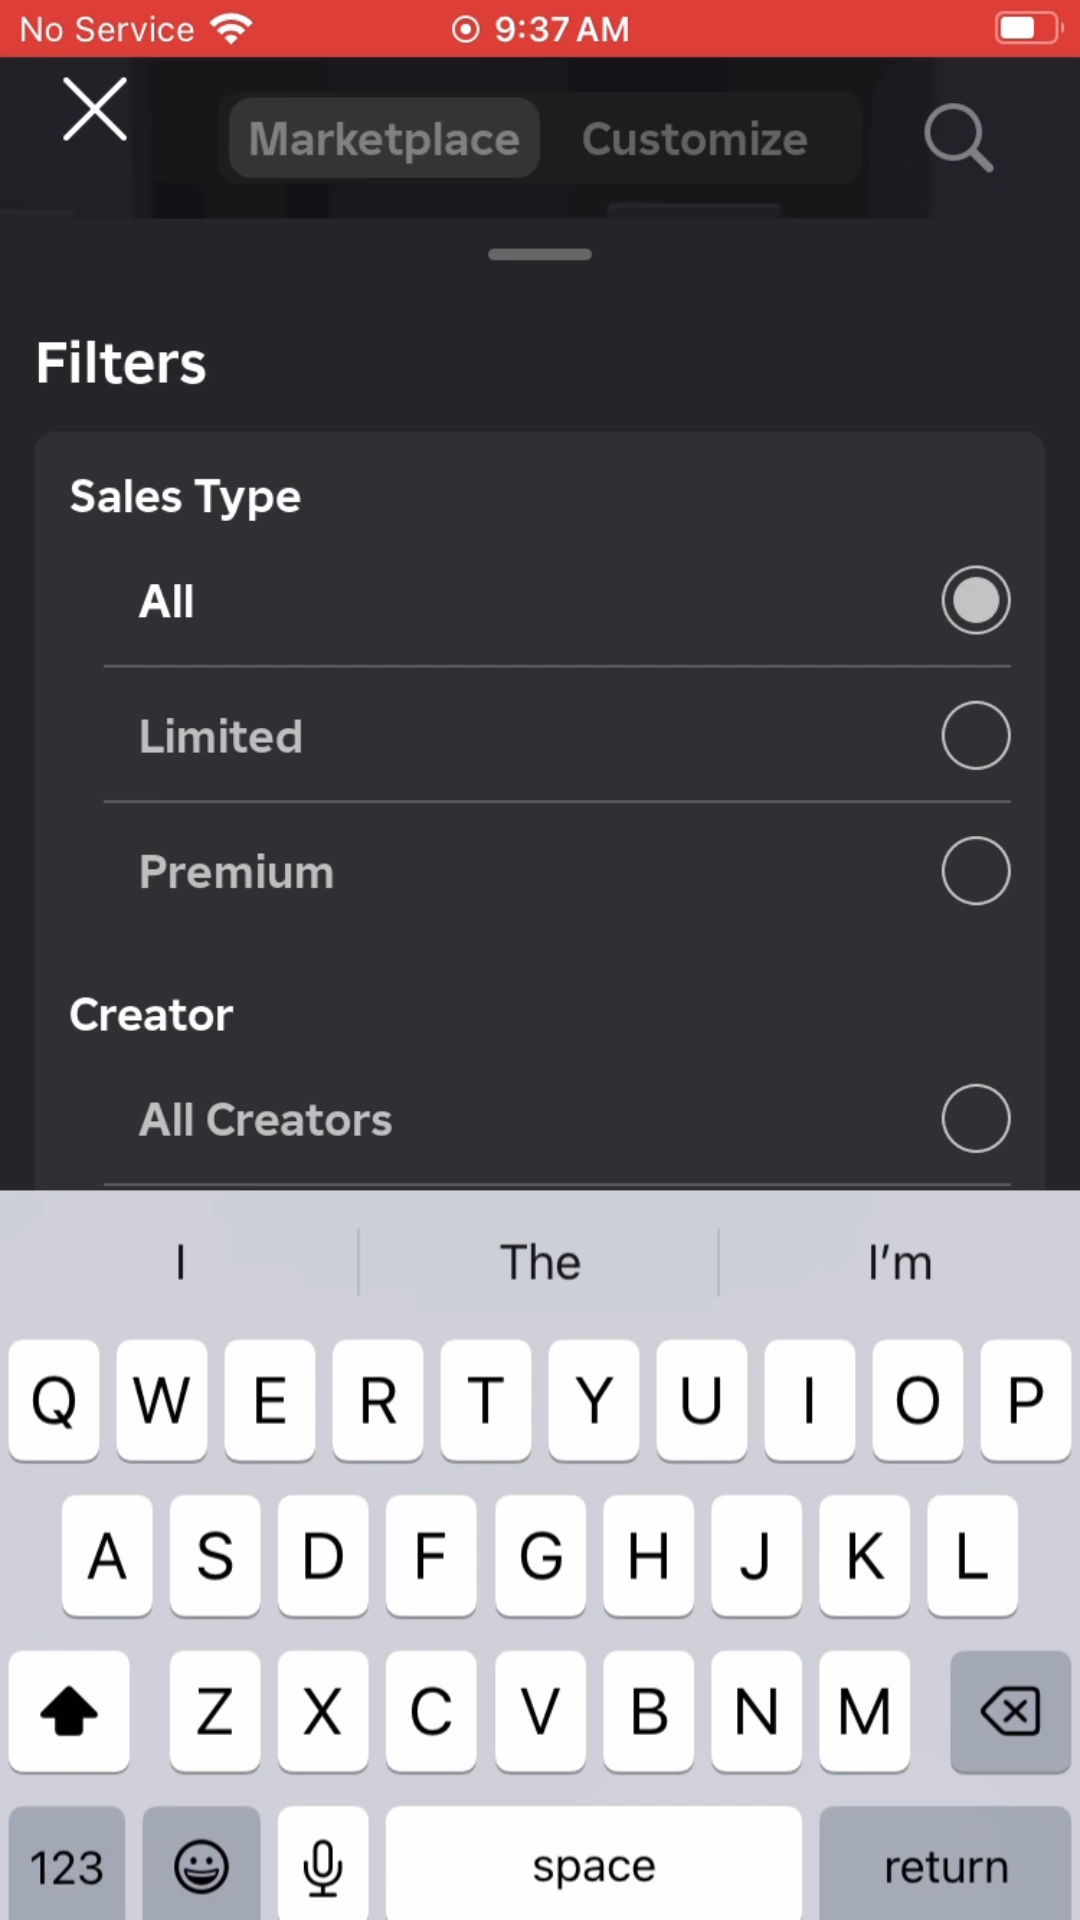 No Service 9:37 AM
Marketplace Customize
Filters
Sales Type
All
Limited
Premium
Creator
All Creators
I The I'm
Q W E R T Y U I O P
A S D F G H J K L
Z X C V B N M
123 space return